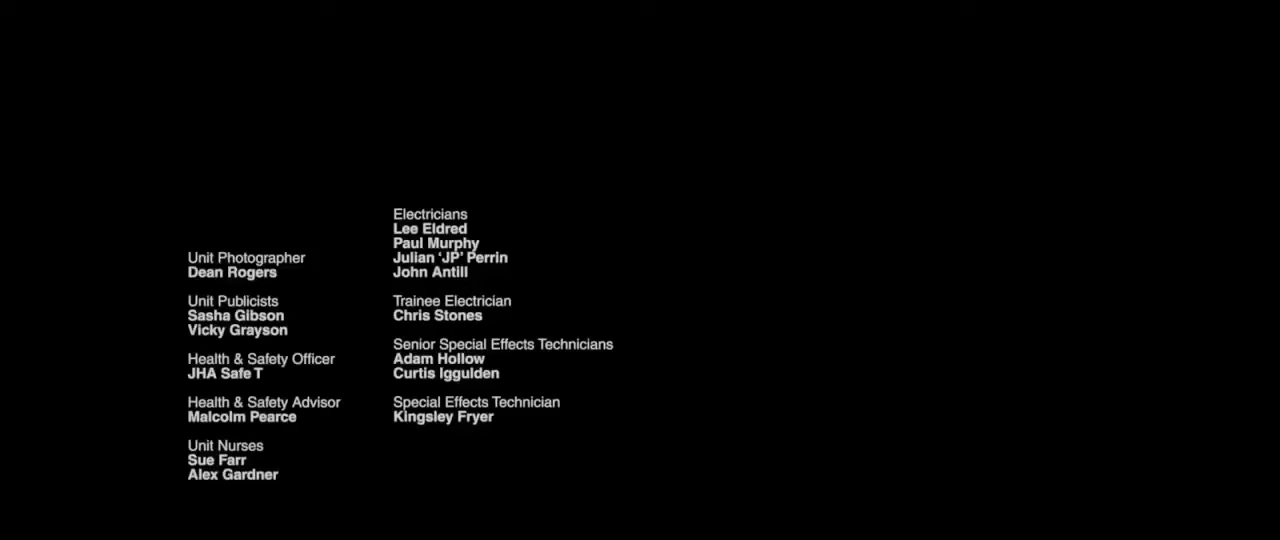 Unit Photographer
Dean Rogers
Unit Publicists
Sasha Gibson
Vicky Grayson
Health & Safety Officer
JHA Safe T
Health & Safety Advisor
Malcolm Pearce
Unit Nurses
Sue Farr
Alex Gardner
Electricians
Lee Eldred
Paul Murphy
Julian ‘JP’ Perrin
John Antill
Trainee Electrician
Chris Stones
Senior Special Effects Technicians
Adam Hollow
Curtis Iggulden
Special Effects Technician
Kingsley Fryer